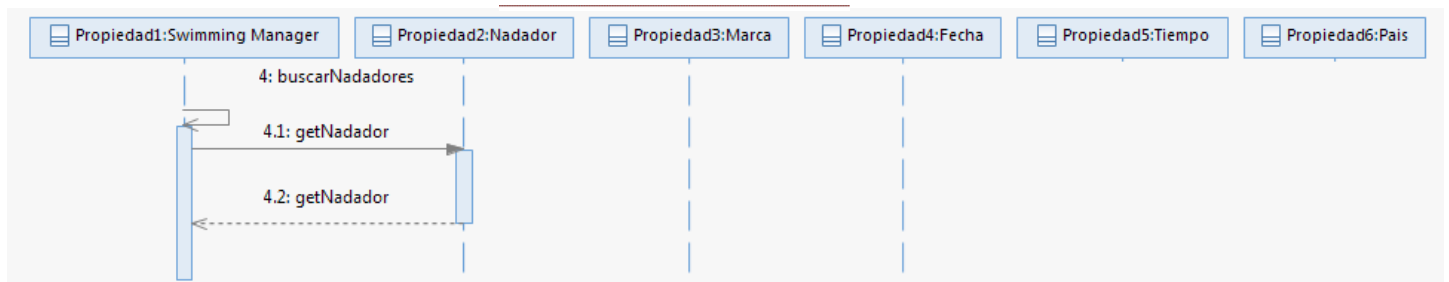 Propiedad1:Swimming Manager
Propiedad2:Nadador
Propiedad3:Marca
Propiedad4:Fecha
Propiedad5:Tiempo
Propiedad6:Pais
4: buscarNadadores
4.1: getNadador
4.2: getNadador